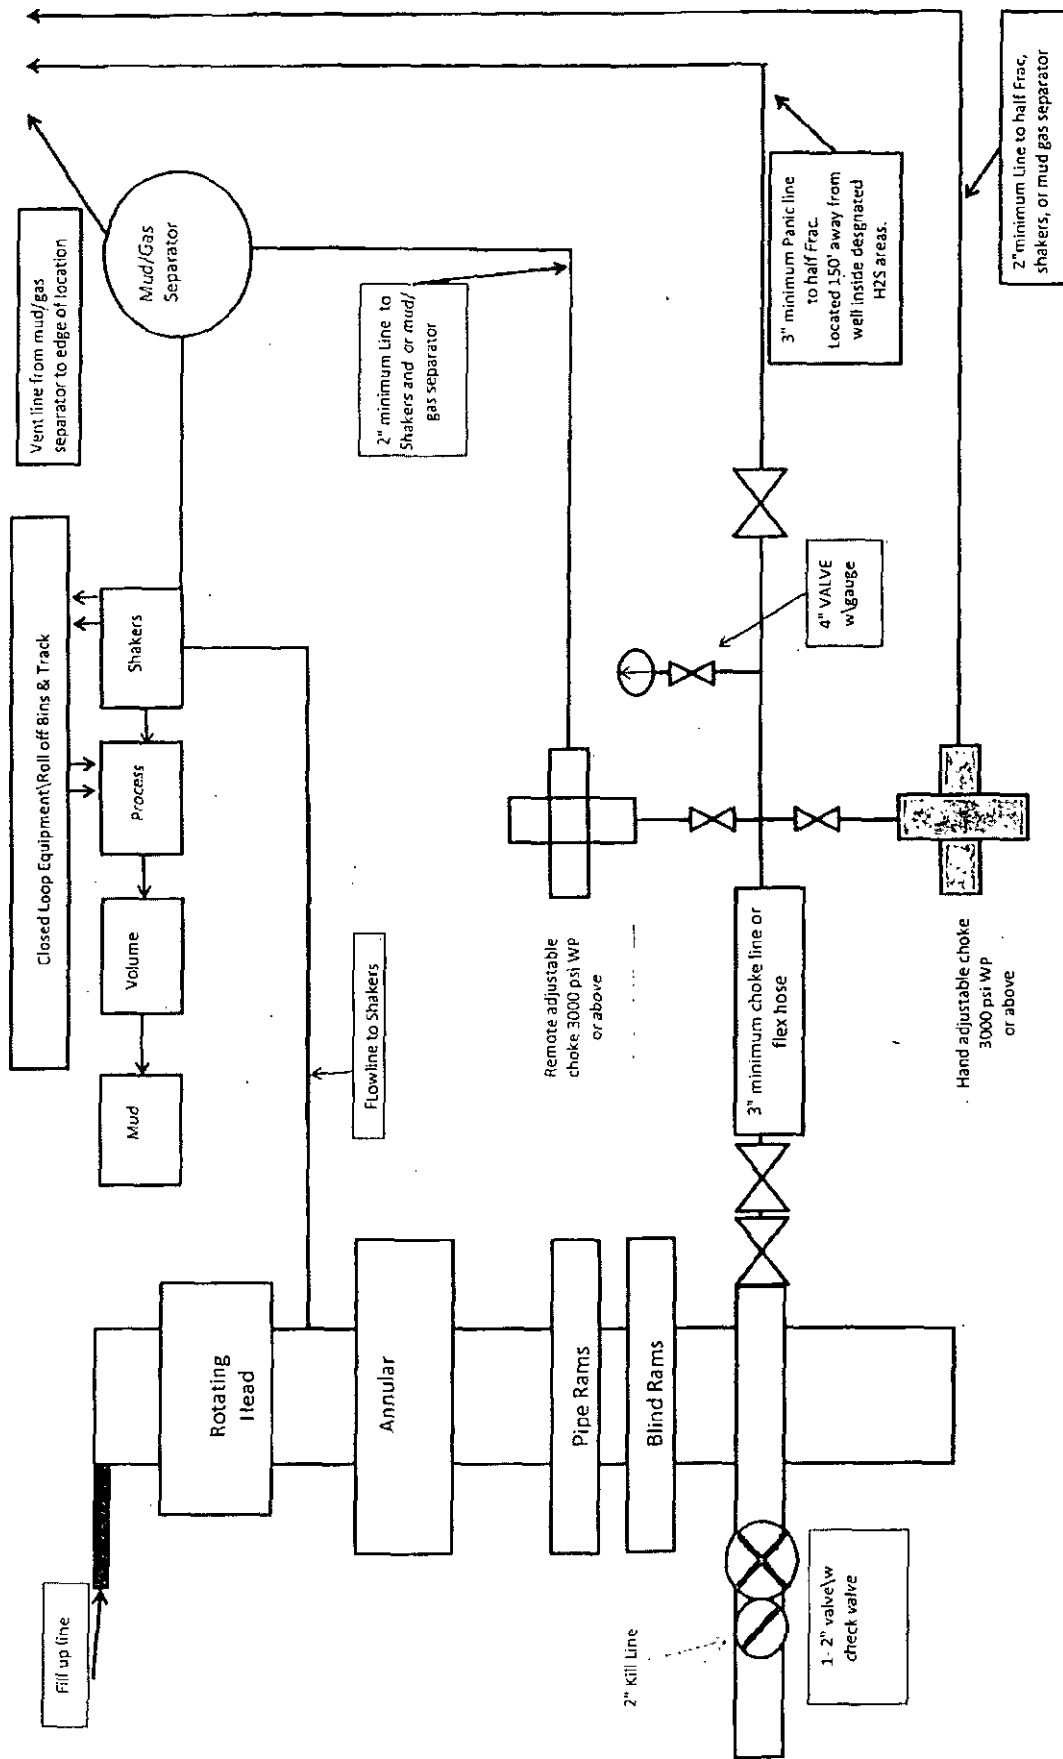 Fill up line
Rotating
Head
Annular
Pipe Rams
Blind Rams
2" Kill Line
1- 2" valve\w
check valve
Closed Loop Equipment\Roll off Bins & Track
Mud
Volume
Process
Shakers
FLowline to Shakers
Vent line from mud/gas
separator to edge of location
Mud/Gas
Separator
2" minimum Line to
Shakers and or mud/
gas separator
Remote adjustable
choke 3000 psi WP
or above
3" minimum choke line or
flex hose
4" VALVE
w\gauge
3" minimum Panic line
to half Frac.
Located 150' away from
well inside desgnated
H2S areas.
Hand adjustable choke
3000 psi WP
or above
2"minimum Line to half Frac,
shakers, or mud gas separator